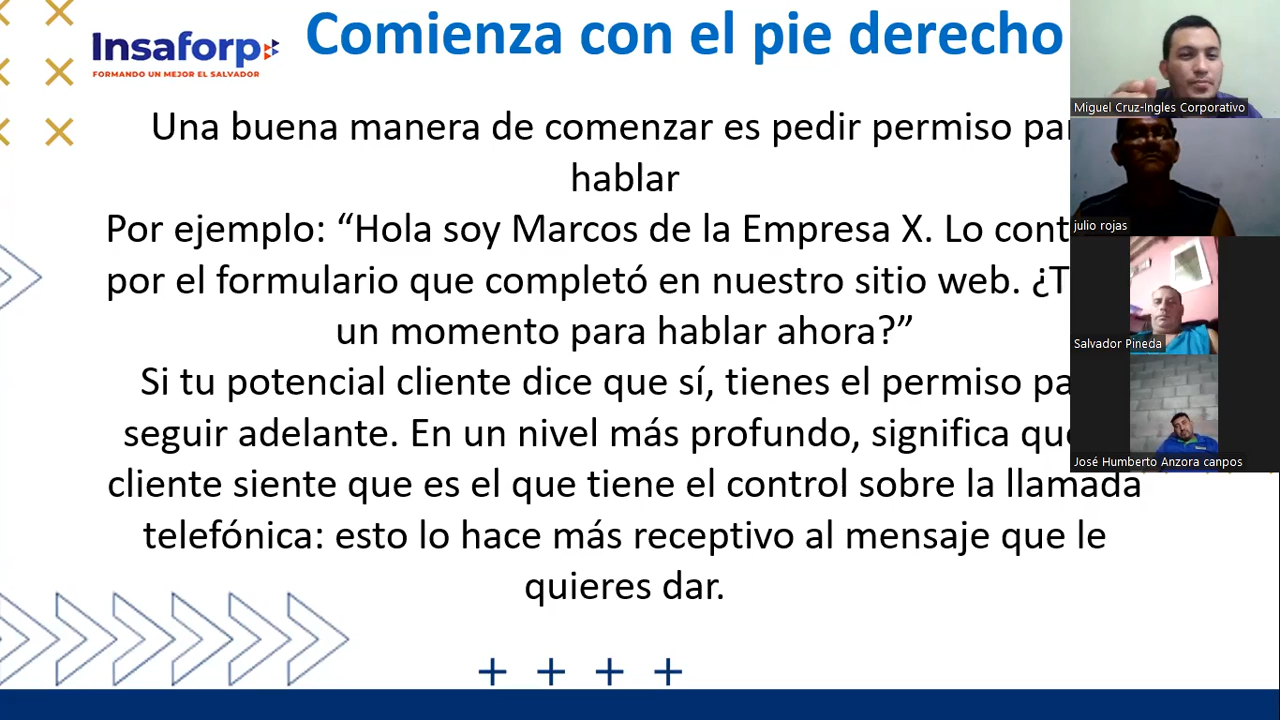 Insaforp
FORMANDO UN MEJOR EL SALVADOR
Comienza con el pie derecho
Una buena manera de comenzar es pedir permiso
hablar
Por ejemplo: “Hola soy Marcos de la Empresa X. Lo
por el formulario que completó en nuestro sitio web.
un momento para hablar ahora?”
Si tu potencial cliente dice que sí, tienes el permiso
seguir adelante. En un nivel más profundo, significa
cliente siente que es el que tiene el control sobre la llamada
telefónica: esto lo hace más receptivo al mensaje que le
quieres dar.
Miguel Cruz-Ingles Corporativo
julio rojas
Salvador Pineda
José Humberto Anzora canpos